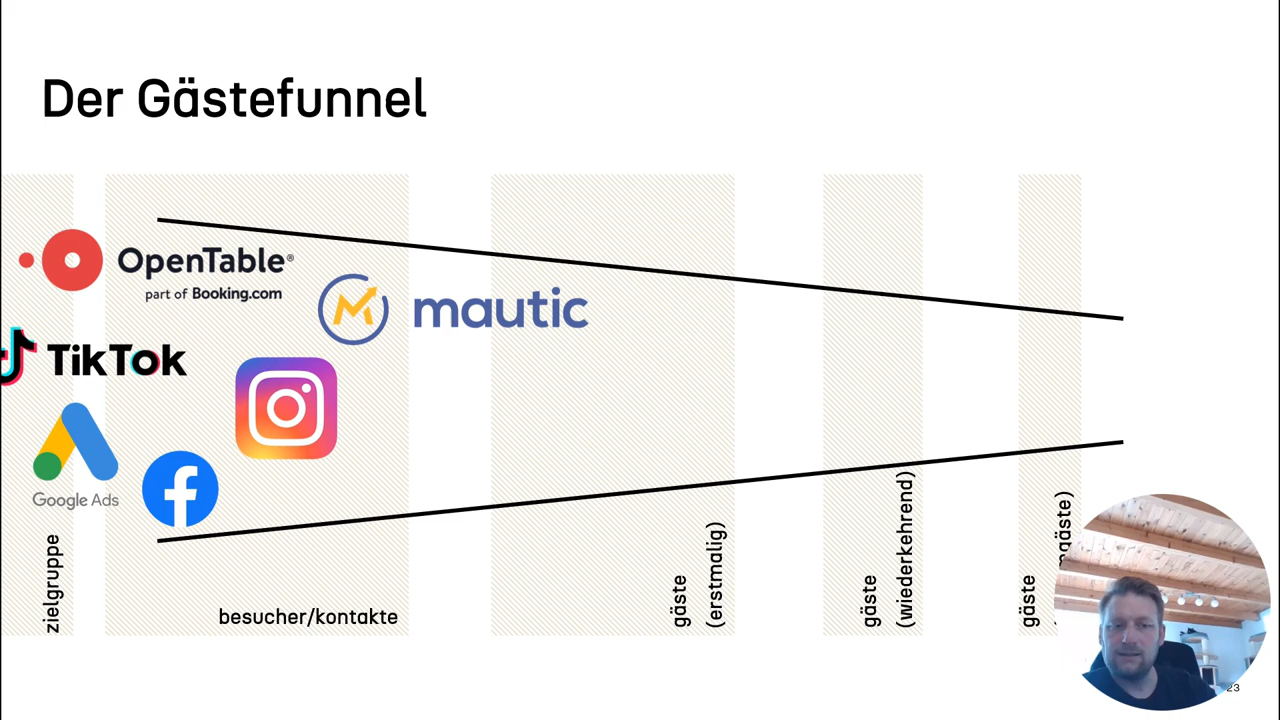 Der Gästefunnel
OpenTable®
part of Booking.com
mautic
TikTok
Google Ads
zielgruppe
besucher/kontakte
gäste
(erstmalig)
gäste
(wiederkehrend)
gäste
23